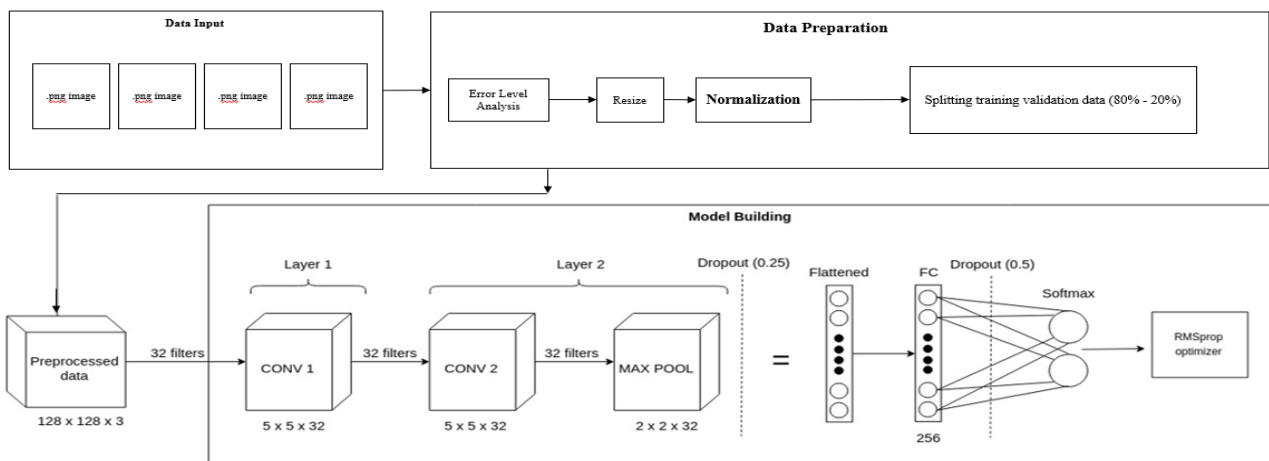 Data Input
.png image
.png image
.png image
.png image
Data Preparation
Error Level
Analysis
Resize
Normalization
Splitting training validation data (80% - 20%)
Model Building
Layer 1
Layer 2
Dropout (0.25)
Flattened
FC
Dropout (0.5)
Softmax
Preprocessed
data
32 filters
CONV 1
32 filters
CONV 2
32 filters
MAX POOL
=
RMSprop
optimizer
128 x 128 x 3
5 x 5 x 32
5 x 5 x 32
2 x 2 x 32
256